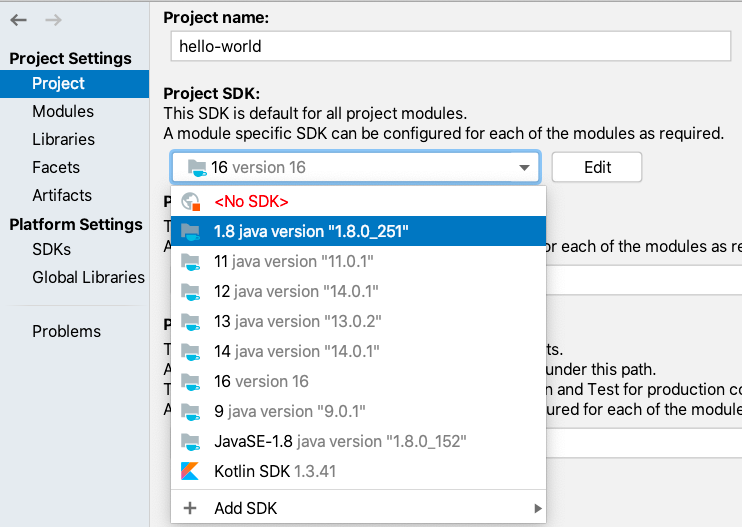 Project name:
hello-world
Project Settings
Project
Modules
Libraries
Facets
Artifacts
Platform Settings
SDKs
Global Libraries
Problems
Project SDK:
This SDK is default for all project modules.
A module specific SDK can be configured for each of the modules as required.
16 version 16
Edit
<No SDK>
1.8 java version "1.8.0_251"
11 java version "11.0.1"
12 java version "14.0.1"
13 java version "13.0.2"
14 java version "14.0.1"
16 version 16
9 java version "9.0.1"
JavaSE-1.8 java version "1.8.0_152"
Kotlin SDK 1.3.41
Add SDK
or each of the modules as re
ts.
under this path.
n and Test for production co
ured for each of the module